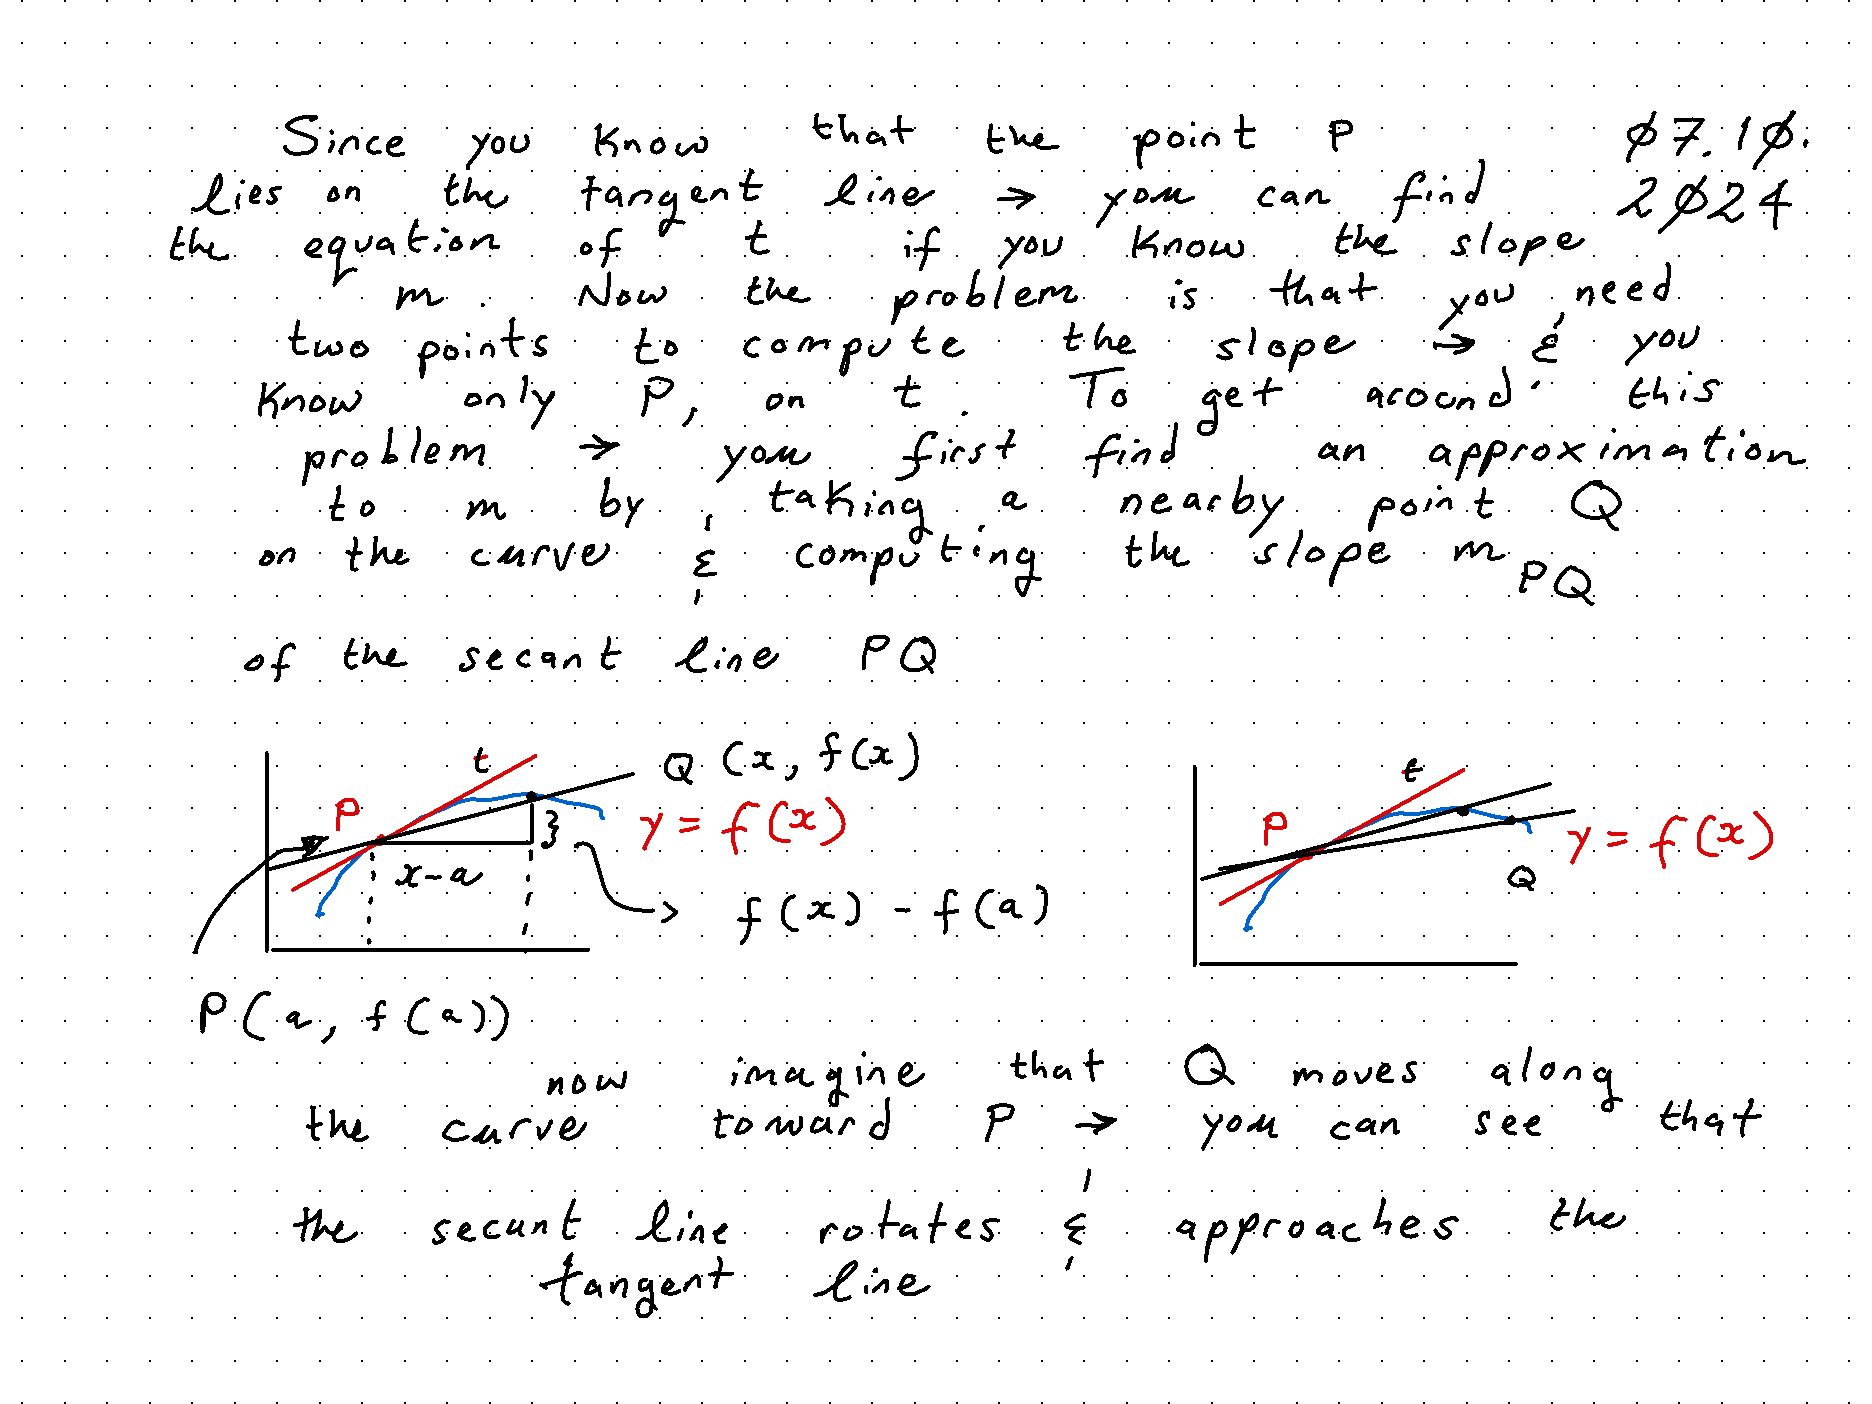 Since you know that the point P 07.10.
lies on the tangent line → you can find 2024
the equation of t if you know the slope
m. Now the problem is that you need
two points to compute the slope → & you
know only P, on t. To get around this
problem → you first find an approximation
to m by, taking a nearby point Q
on the curve & computing the slope m PQ
of the secant line PQ
t
Q (x, f(x)
P
y = f(x)
x-a
f(x) - f(a)
P(a, f(a))
t
P
y = f(x)
Q
now imagine that Q moves along
the curve toward P → you can see that
the secant line rotates & approaches the
tangent line